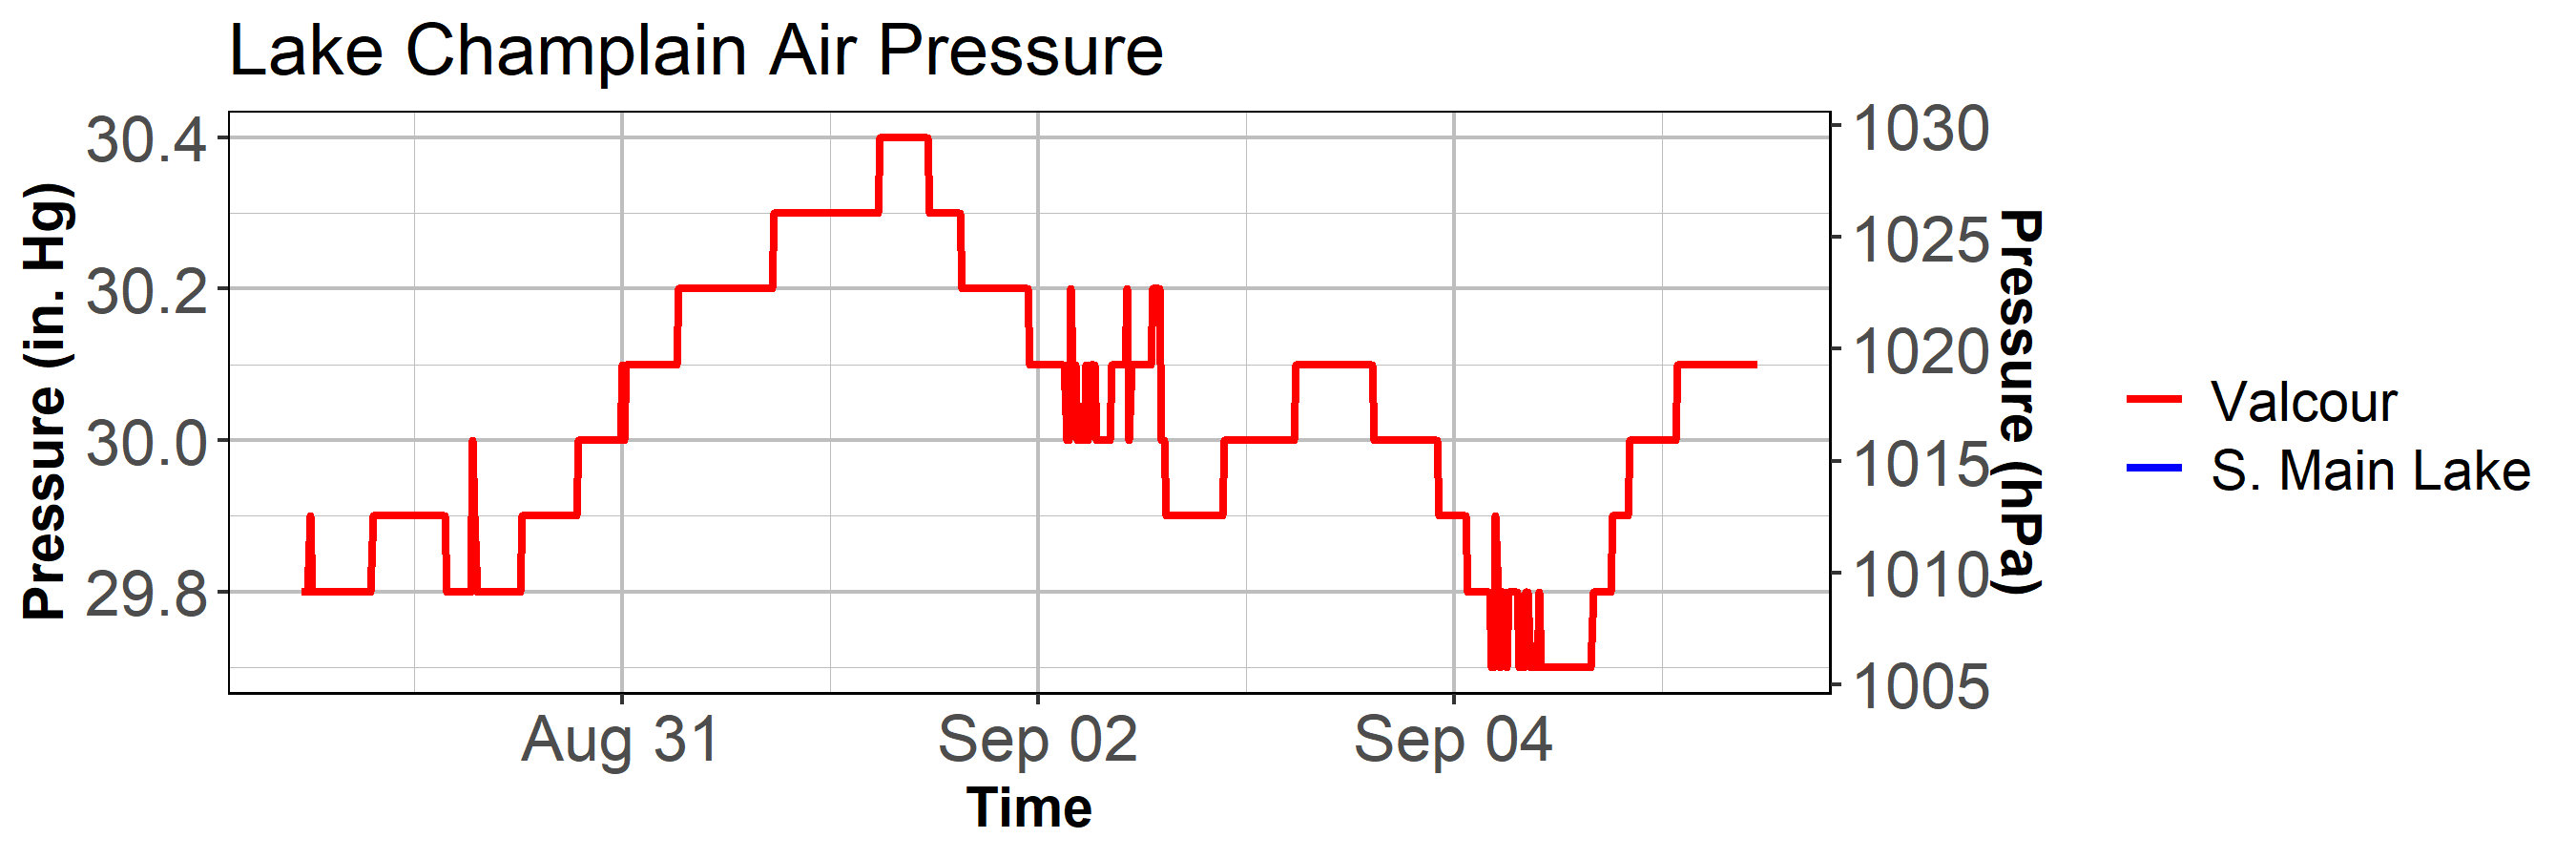 Lake Champlain Air Pressure
Pressure (in. Hg)
30.4
30.2
30.0
29.8
1030
1025
1020
1015
1010
1005
Pressure (hPa)
Aug 31
Sep 02
Sep 04
Time
Valcour
S. Main Lake